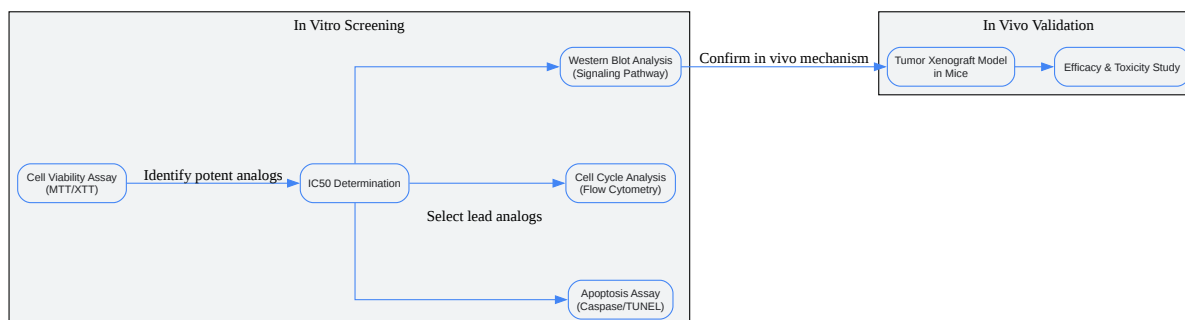 In Vitro Screening
In Vivo Validation
Western Blot Analysis
(Signaling Pathway)
Confirm in vivo mechanism
Tumor Xenograft Model
in Mice
Efficacy & Toxicity Study
Cell Viability Assay
(MTT/XTT)
Identify potent analogs
IC50 Determination
Cell Cycle Analysis
(Flow Cytometry)
Select lead analogs
Apoptosis Assay
(Caspase/TUNEL)